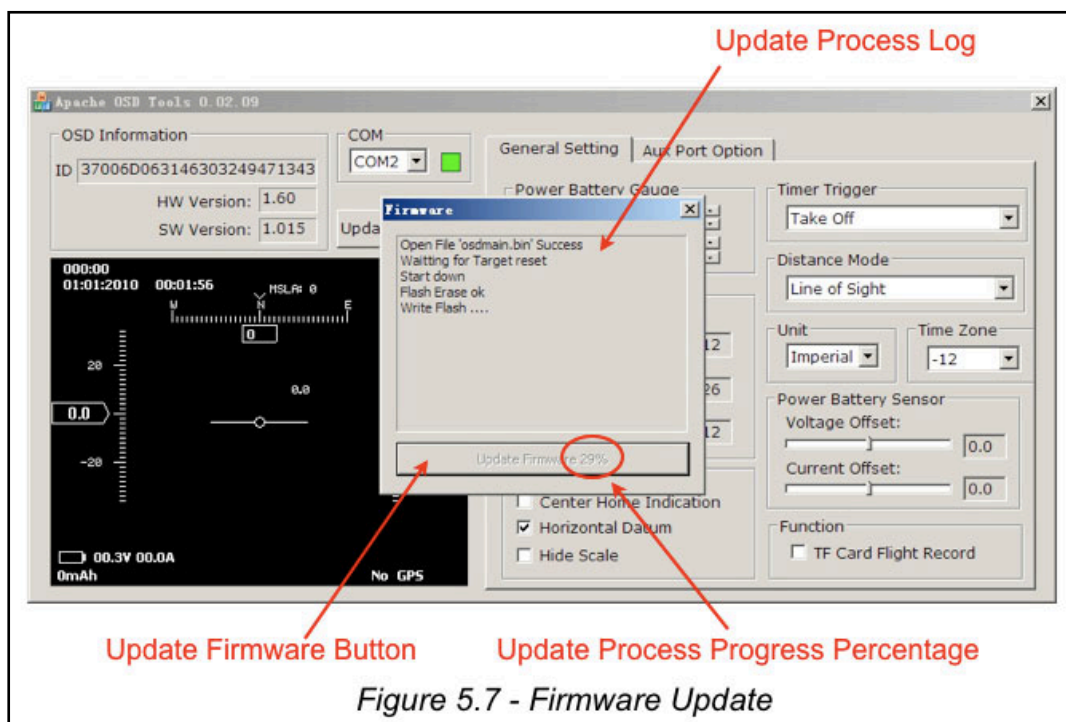 Update Process Log
Apache OSD Tools 0.02.09
OSD Information
ID 37006D063146303249471343
HW Version: 1.60
SW Version: 1.015
COM
COM2
Upda
General Setting
Aux Port Option
Power Battery Gauge
Timer Trigger
Take Off
Distance Mode
Line of Sight
Unit
Imperial
Time Zone
-12
Power Battery Sensor
Voltage Offset:
0.0
Current Offset:
0.0
Function
TF Card Flight Record
12
26
12
Center Home Indication
Horizontal Datum
Hide Scale
Firmware
Open File 'osdmain.bin' Success
Waitting for Target reset
Start down
Flash Erase ok
Write Flash ....
Update Firmware 29%
000:00
01:01:2010 00:01:56
MSLA: 0
W N E
0
20
0.0
0.0
-20
00.3V 00.0A
0mAh
No GPS
Update Firmware Button
Update Process Progress Percentage
Figure 5.7 - Firmware Update